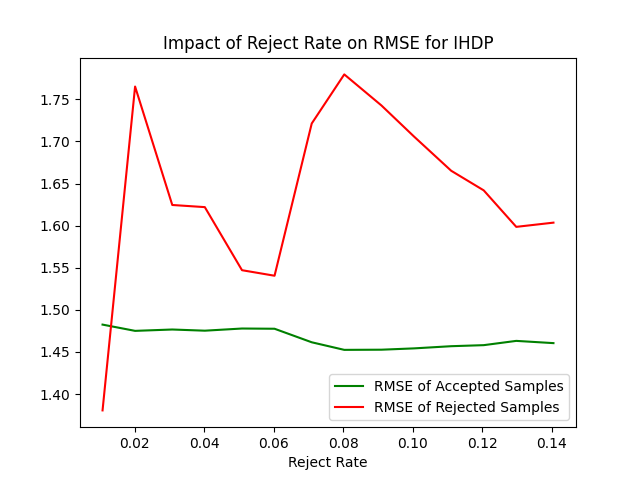 Impact of Reject Rate on RMSE for IHDP
1.75
1.70
1.65
1.60
1.55
1.50
1.45
1.40
RMSE of Accepted Samples
RMSE of Rejected Samples
0.02 0.04 0.06 0.08 0.10 0.12 0.14
Reject Rate